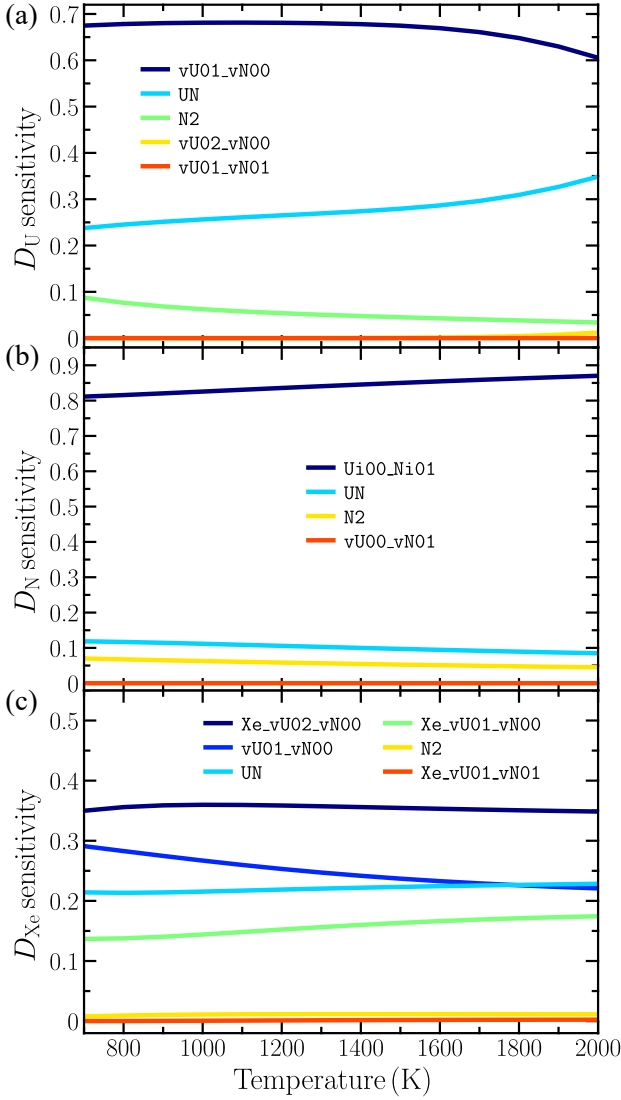 (a)
0.7
0.6
0.5
0.4
0.3
0.2
0.1
0
D_U sensitivity
vU01_vN00
UN
N2
vU02_vN00
vU01_vN01
(b)
0.9
0.8
0.7
0.6
0.5
0.4
0.3
0.2
0.1
0
D_N sensitivity
Ui00_Ni01
UN
N2
vU00_vN01
(c)
0.5
0.4
0.3
0.2
0.1
0
D_Xe sensitivity
Xe_vU02_vN00 Xe_vU01_vN00
vU01_vN00 N2
UN Xe_vU01_vN01
800 1000 1200 1400 1600 1800 2000
Temperature (K)